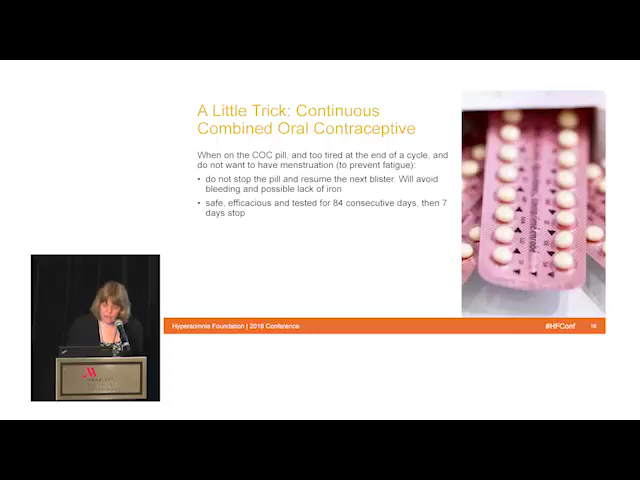 A Little Trick: Continuous
Combined Oral Contraceptive
When on the COC pill, and too tired at the end of a cycle, and
do not want to have menstruation (to prevent fatigue):
• do not stop the pill and resume the next blister. Will avoid
bleeding and possible lack of iron
• safe, efficacious and tested for 84 consecutive days, then 7
days stop
Hypersomnia Foundation | 2018 Conference
#HFConf
16